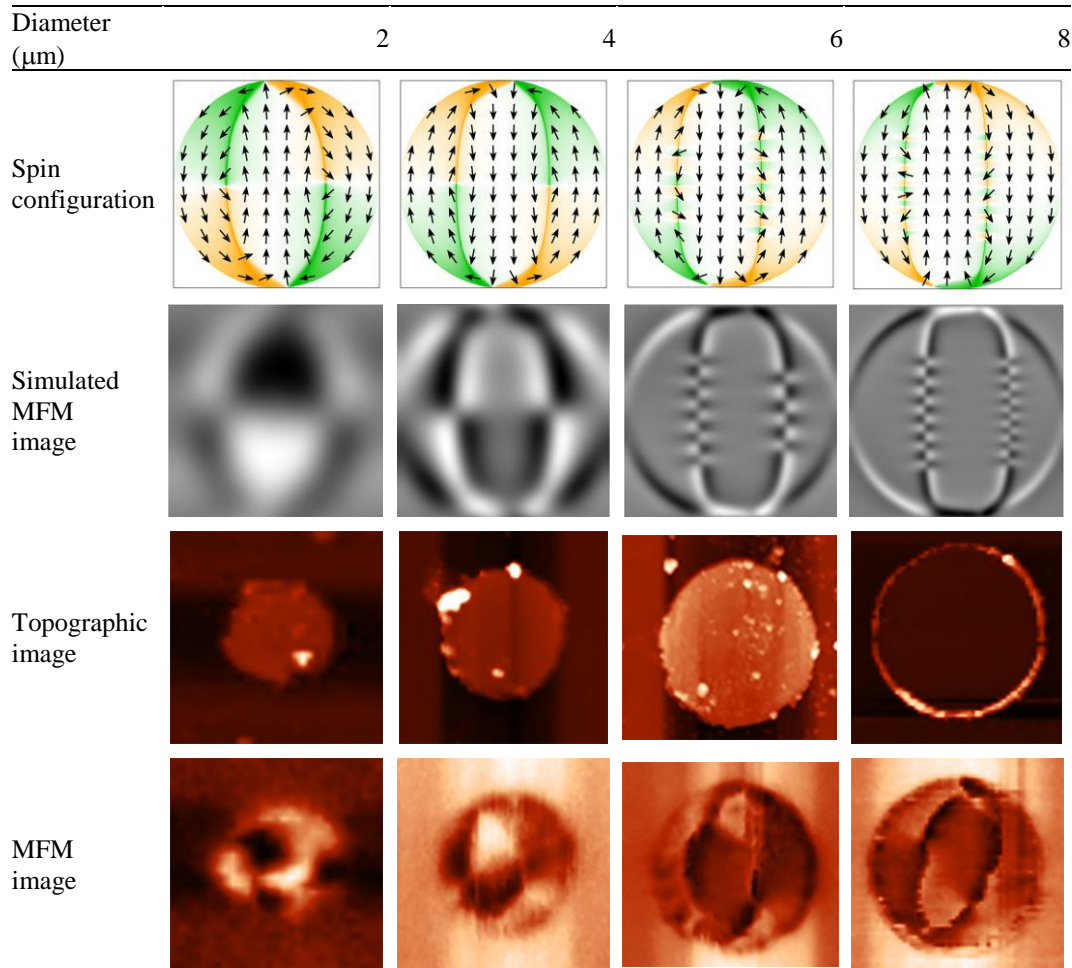 Diameter
(μm) 2 4 6 8
Spin
configuration
Simulated
MFM
image
Topographic
image
MFM
image